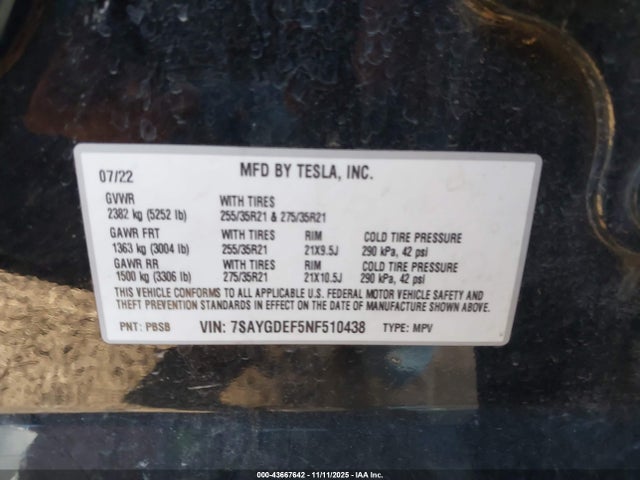 07/22 MFD BY TESLA, INC.
GVWR WITH TIRES
2382 kg (5252 lb) 255/35R21 & 275/35R21
GAWR FRT WITH TIRES RIM COLD TIRE PRESSURE
1363 kg (3004 lb) 255/35R21 21X9.5J 290 kPa, 42 psi
GAWR RR WITH TIRES RIM COLD TIRE PRESSURE
1500 kg (3306 lb) 275/35R21 21X10.5J 290 kPa, 42 psi
THIS VEHICLE CONFORMS TO ALL APPLICABLE U.S. FEDERAL MOTOR VEHICLE SAFETY AND
THEFT PREVENTION STANDARDS IN EFFECT ON THE DATE OF MANUFACTURE SHOWN ABOVE.
PNT: PBSB VIN: 7SAYGDEF5NF510438 TYPE: MPV
000-43667642 - 11/11/2025 - IAA Inc.